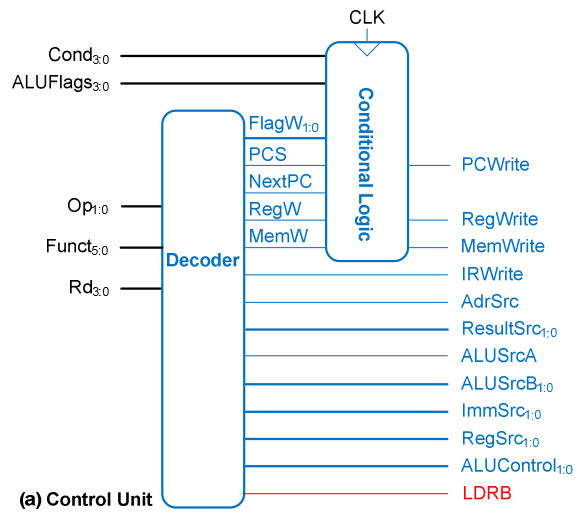 CLK
Cond3:0
ALUFlags3:0
FlagW1:0
PCS
NextPC
RegW
MemW
Conditional Logic
PCWrite
RegWrite
MemWrite
Op1:0
Funct5:0
Rd3:0
Decoder
IRWrite
AdrSrc
ResultSrc1:0
ALUSrcA
ALUSrcB1:0
ImmSrc1:0
RegSrc1:0
ALUControl1:0
LDRB
(a) Control Unit